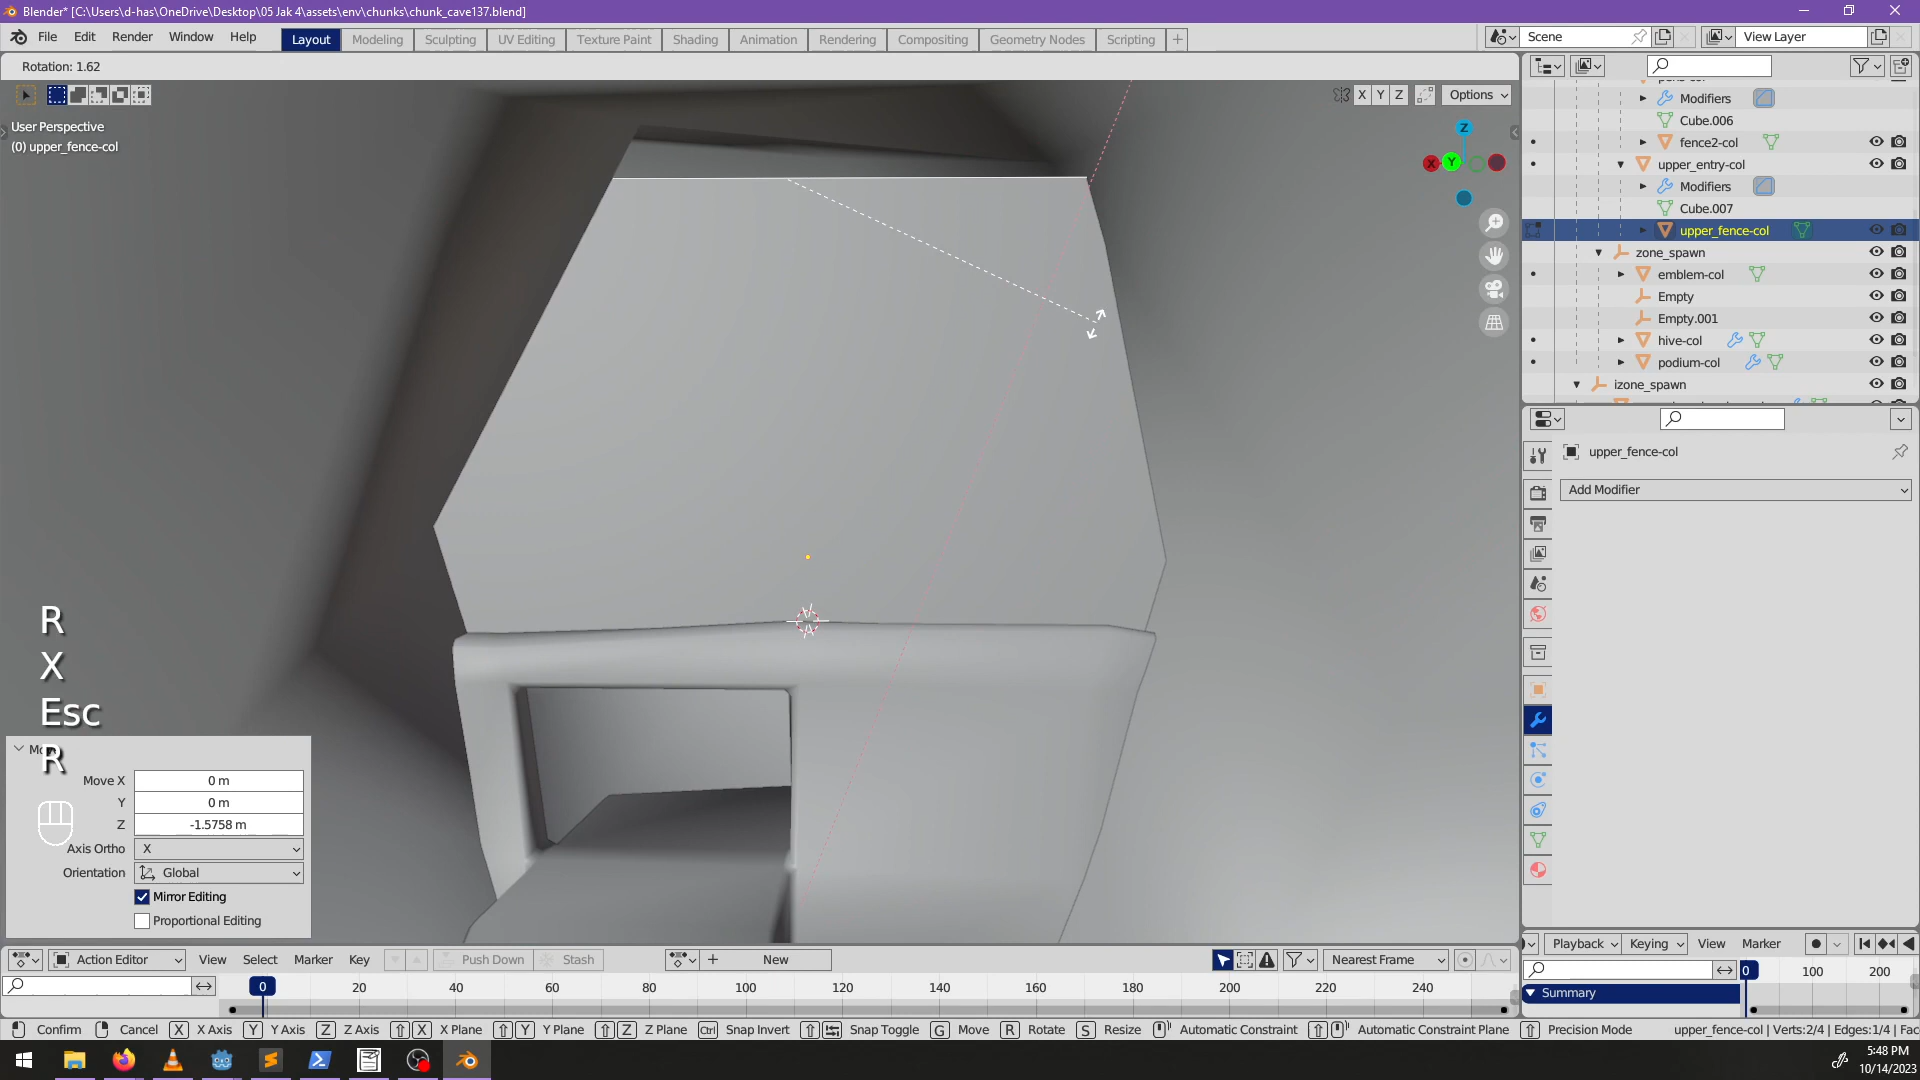 Blender* [C:\Users\d-has\OneDrive\Desktop\05 Jak 4\assets\env\chunks\chunk_cave137.blend]
File Edit Render Window Help Layout Modeling Sculpting UV Editing Texture Paint Shading Animation Rendering Compositing Geometry Nodes Scripting + Scene View Layer
Rotation: 1.62
X Y Z Options
User Perspective
(0) upper_fence-col
Z
X Y
Modifiers
Cube.006
fence2-col
upper_entry-col
Modifiers
Cube.007
upper_fence-col
zone_spawn
emblem-col
Empty
Empty.001
hive-col
podium-col
izone_spawn
upper_fence-col
Add Modifier
R
X
Esc
R
Move X 0 m
Y 0 m
Z -1.5758 m
Axis Ortho X
Orientation Global
Mirror Editing
Proportional Editing
Action Editor View Select Marker Key Push Down Stash New Nearest Frame
0 20 40 60 80 100 120 140 160 180 200 220 240
Playback Keying View Marker
0 100 200
Summary
Confirm Cancel X X Axis Y Y Axis Z Z Axis X X Plane Y Y Plane Z Z Plane Ctrl Snap Invert Snap Toggle G Move R Rotate S Resize Automatic Constraint Automatic Constraint Plane Precision Mode upper_fence-col | Verts:2/4 | Edges:1/4 | Fac
5:48 PM
10/14/2023